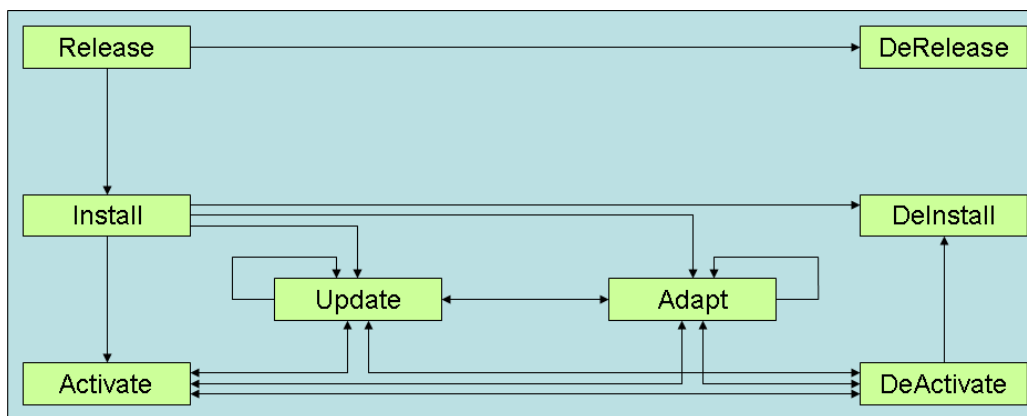 Release
DeRelease
Install
DeInstall
Update
Adapt
Activate
DeActivate